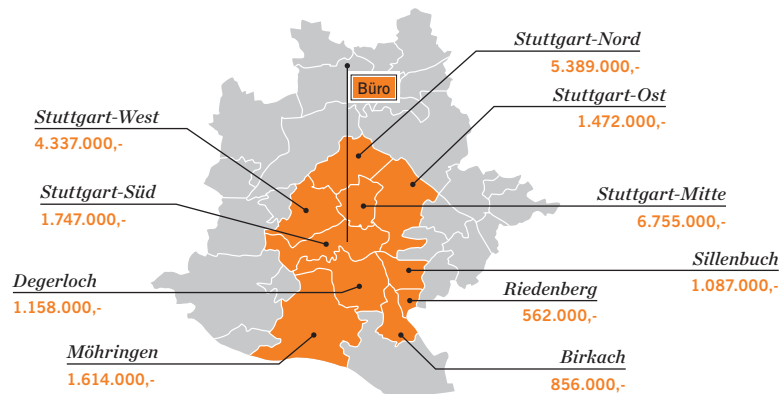 Stuttgart-Nord
5.389.000,-
Büro
Stuttgart-Ost
1.472.000,-
Stuttgart-West
4.337.000,-
Stuttgart-Süd
1.747.000,-
Stuttgart-Mitte
6.755.000,-
Sillenbuch
1.087.000,-
Degerloch
1.158.000,-
Riedenberg
562.000,-
Möhringen
1.614.000,-
Birkach
856.000,-